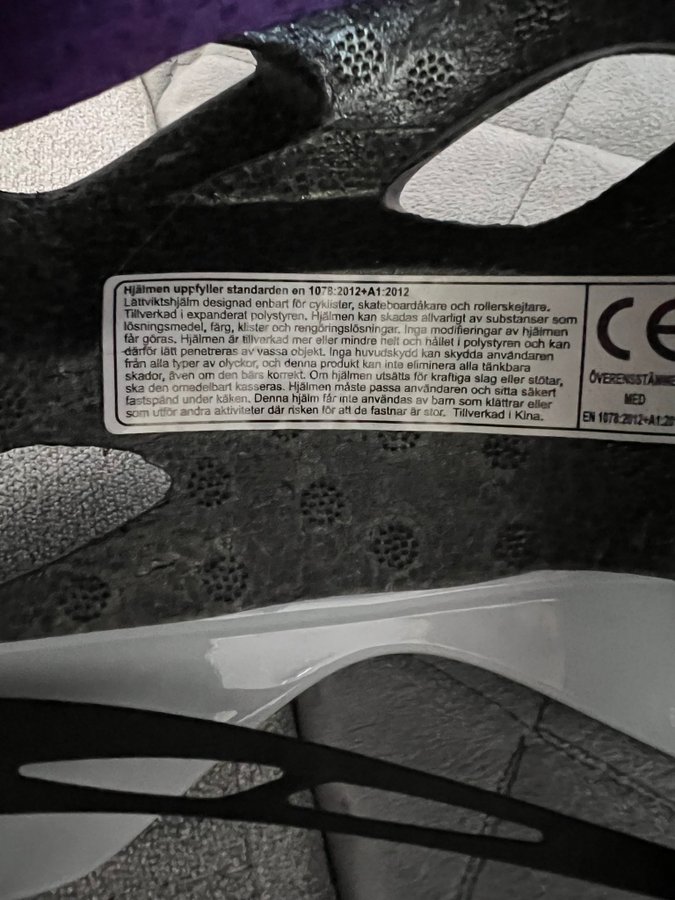 Hjälmen uppfyller standarden en 1078:2012+A1:2012
Lättviktshjälm designad enbart för cyklister, skateboardåkare och rollerskejtare.
Tillverkad i expanderat polystyren. Hjälmen kan skadas allvarligt av substanser som
lösningsmedel, färg, klister och rengöringslösningar. Inga modifieringar av hjälmen
får göras. Hjälmen är tillverkad mer eller mindre helt och hållet i polystyren och kan
därför lätt penetreras av vassa objekt. Inga huvudskydd kan skydda användaren
från alla typer av olyckor, och denna produkt kan inte eliminera alla tänkbara
skador, även om den bärs korrekt. Om hjälmen utsätts för kraftiga slag eller stötar,
ska den omedelbart kasseras. Hjälmen måste passa användaren och sitta säkert
fastspänd under käken. Denna hjälm får inte användas av barn som klättrar eller
som utför andra aktiviteter där risken för att de fastnar är stor. Tillverkad i Kina.
CE
MED
EN 1078:2012+A1:20